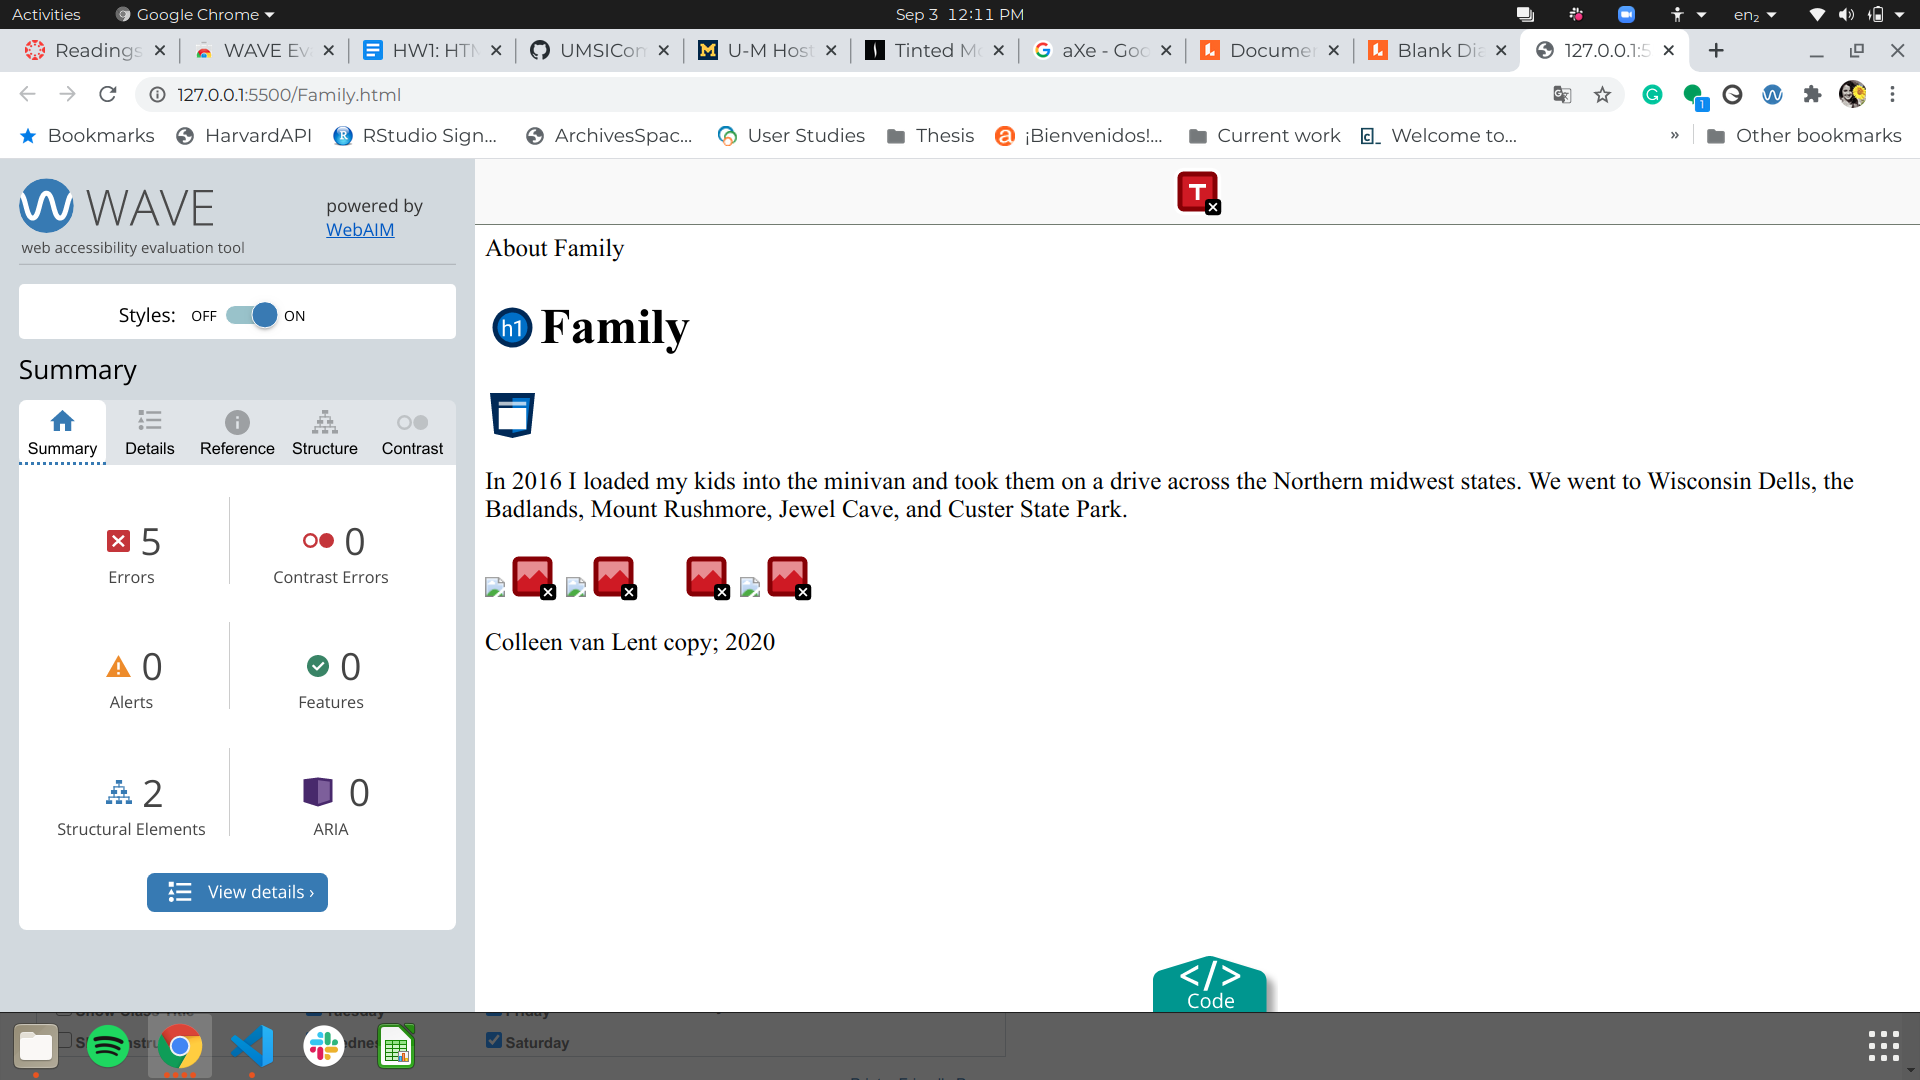 Activities
Google Chrome
Sep 3 12:11 PM
en₂
Readings
WAVE Ev
HW1: HTM
UMSICon
U-M Host
Tinted Mo
aXe - Goo
Documen
Blank Dia
127.0.0.1:5
127.0.0.1:5500/Family.html
1
Bookmarks
HarvardAPI
RStudio Sign...
ArchivesSpac...
User Studies
Thesis
¡Bienvenidos!...
Current work
Welcome to...
»
Other bookmarks
WAVE
web accessibility evaluation tool
powered by
WebAIM
Styles: OFF ON
Summary
Summary
Details
Reference
Structure
Contrast
5
Errors
0
Contrast Errors
0
Alerts
0
Features
2
Structural Elements
0
ARIA
View details ›
T
About Family
h1 Family
In 2016 I loaded my kids into the minivan and took them on a drive across the Northern midwest states. We went to Wisconsin Dells, the
Badlands, Mount Rushmore, Jewel Cave, and Custer State Park.
Colleen van Lent copy; 2020
</>
Code
Saturday